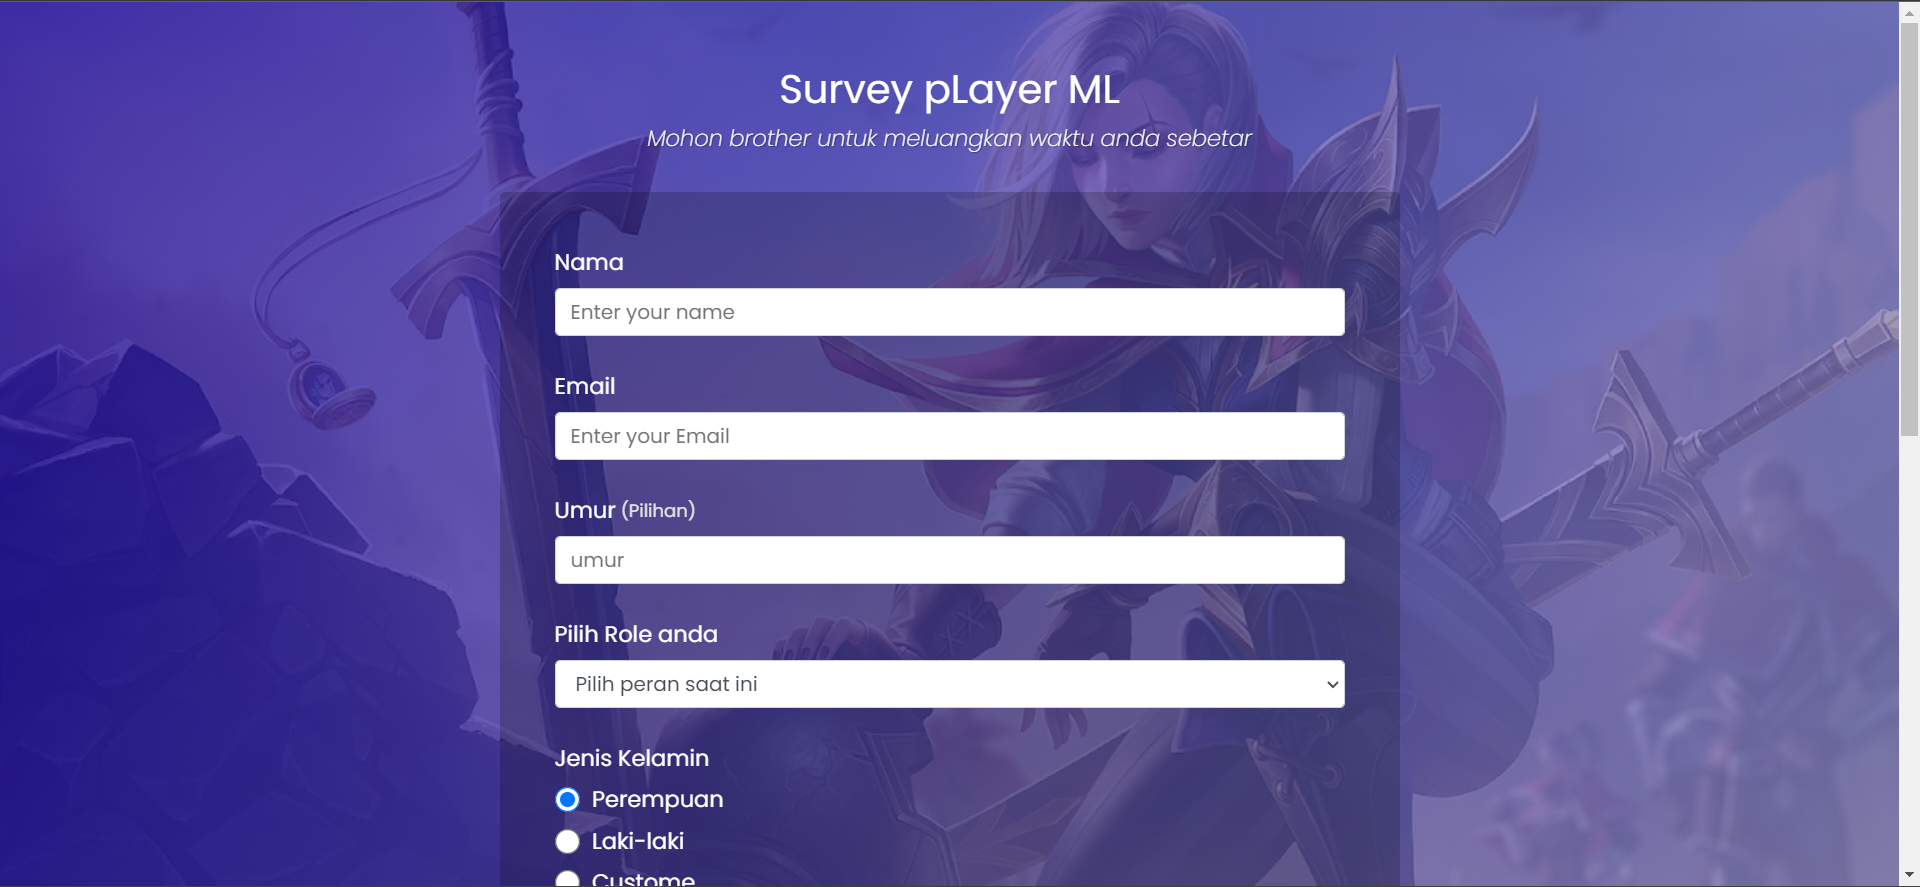 Survey pLayer ML
Mohon brother untuk meluangkan waktu anda sebetar
Nama
Enter your name
Email
Enter your Email
Umur (Pilihan)
umur
Pilih Role anda
Pilih peran saat ini
Jenis Kelamin
Perempuan
Laki-laki
Custome